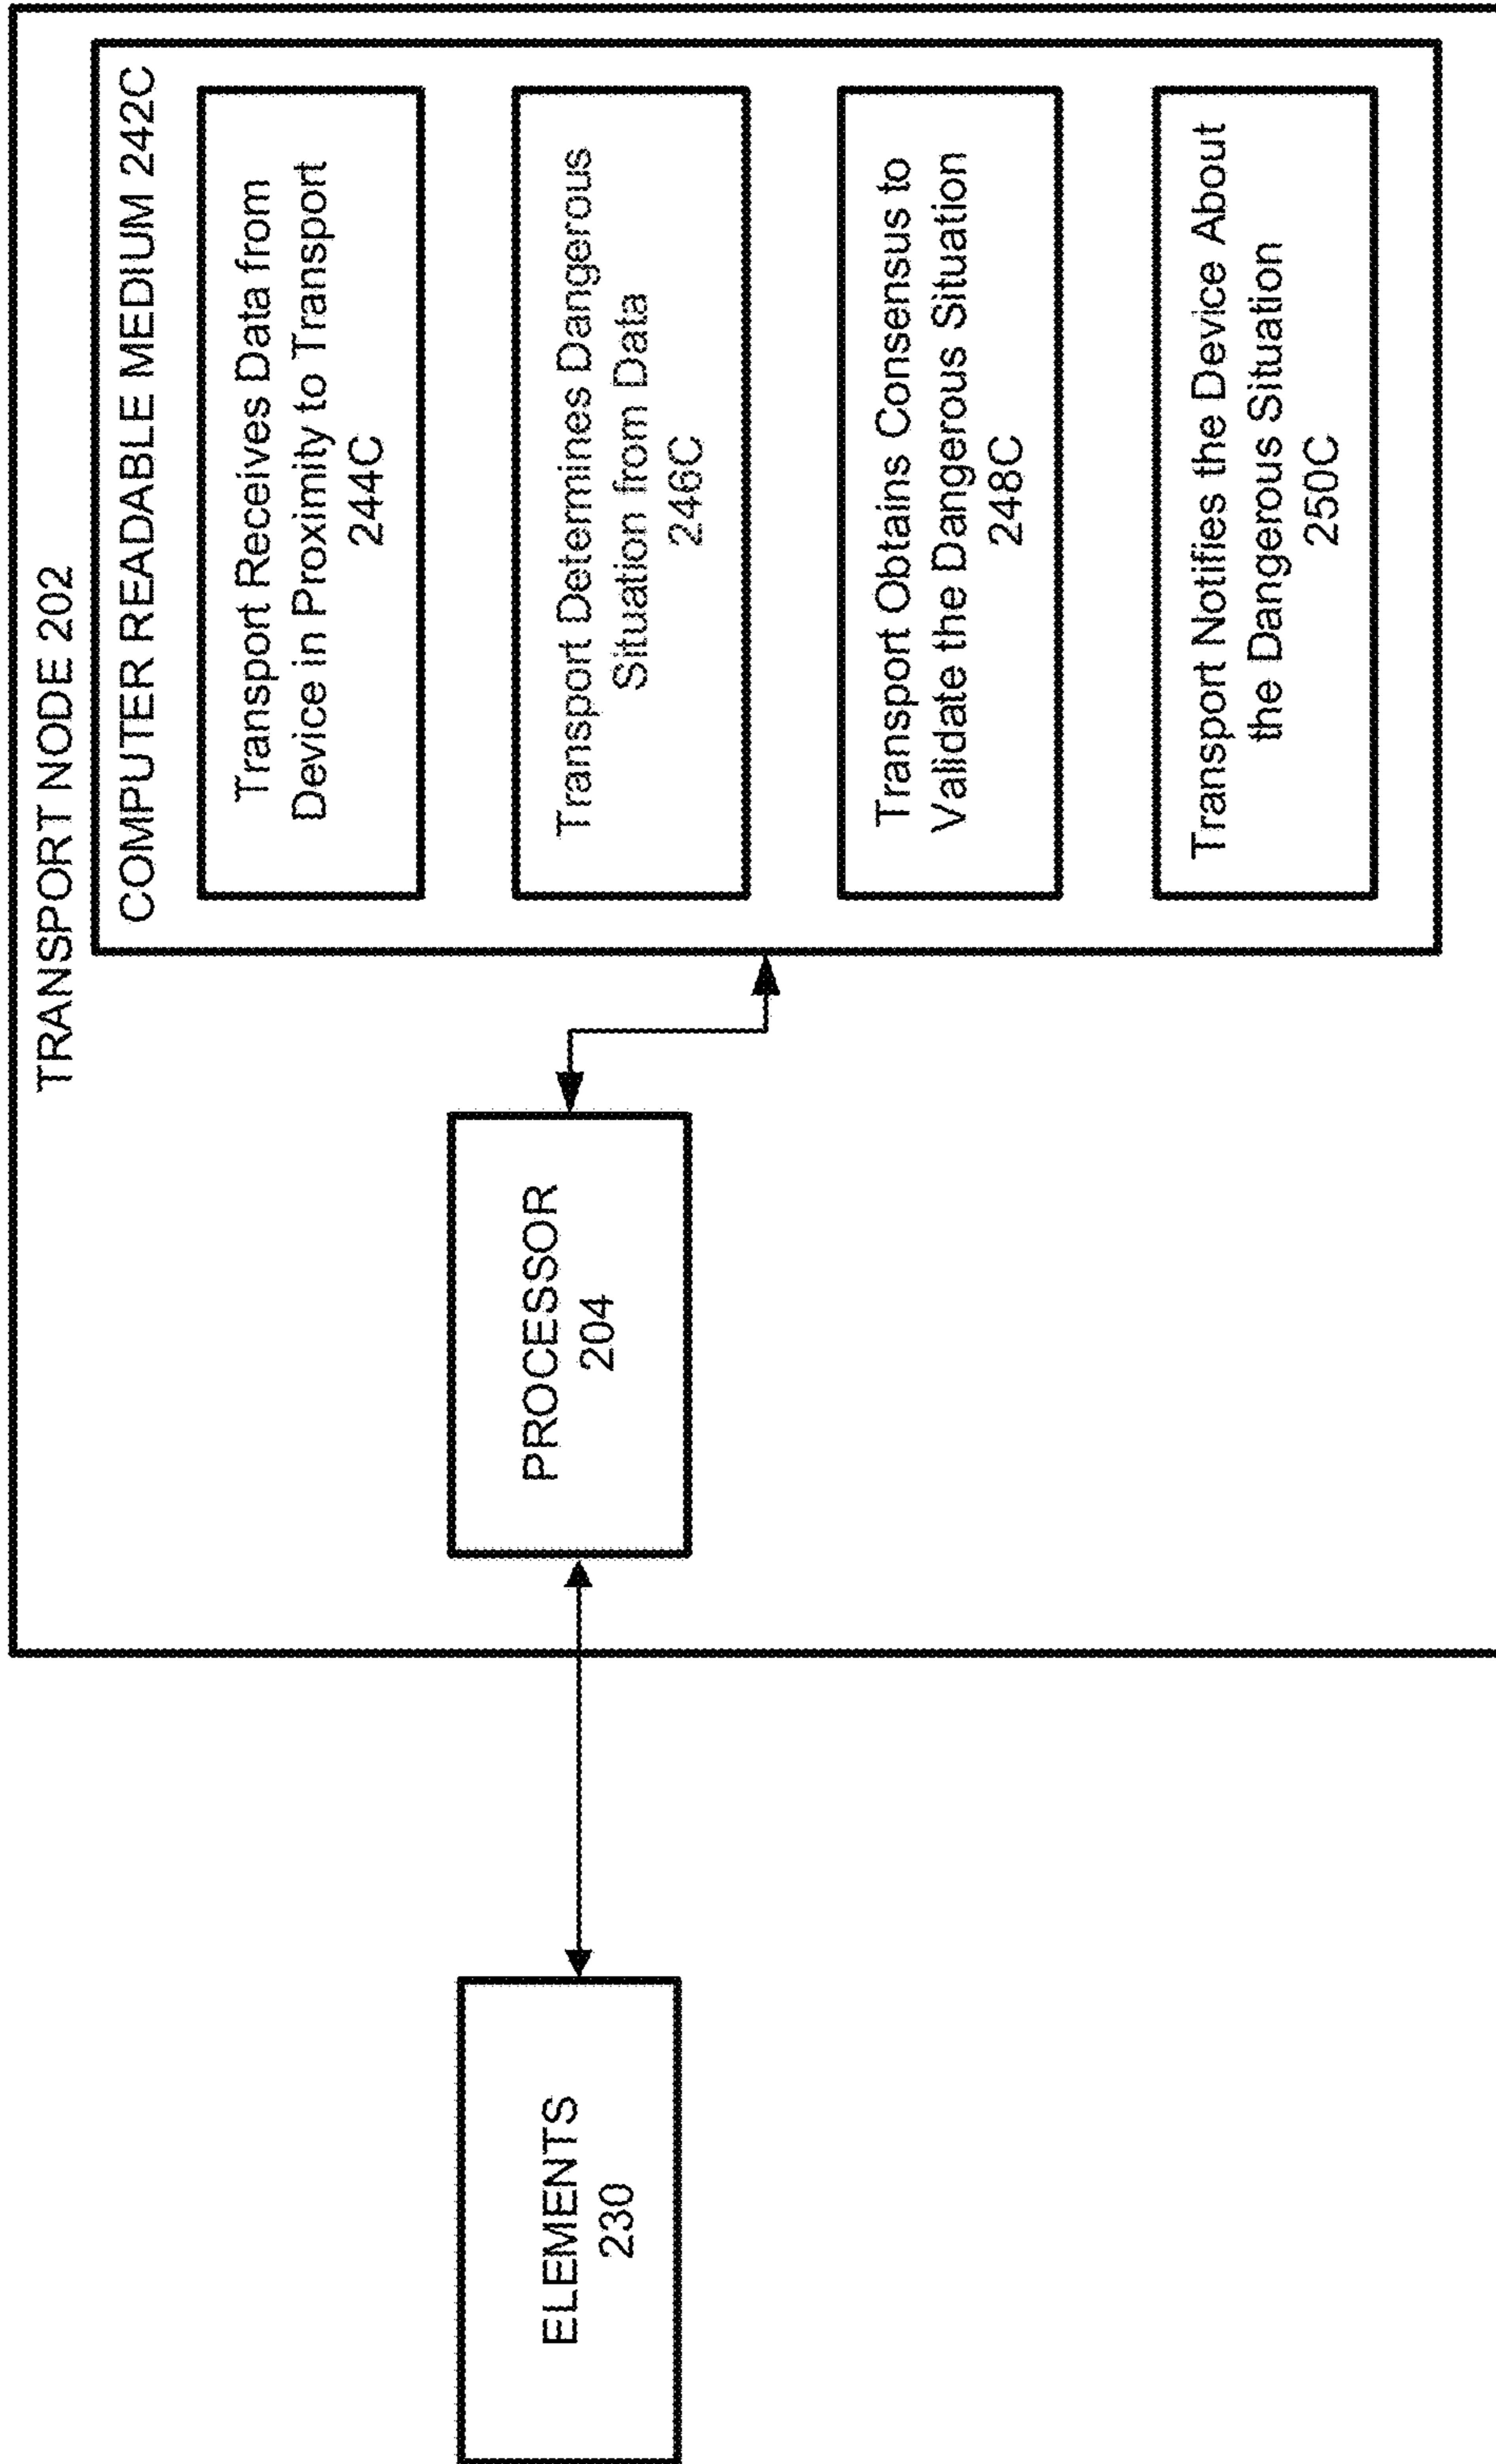 TRANSPORT NODE 202
COMPUTER READABLE MEDIUM 242C
Transport Receives Data from
Device in Proximity to Transport
244C
Transport Determines Dangerous
Situation from Data
246C
Transport Obtains Consensus to
Validate the Dangerous Situation
248C
Transport Notifies the Device About
the Dangerous Situation
250C
PROCESSOR
204
ELEMENTS
230